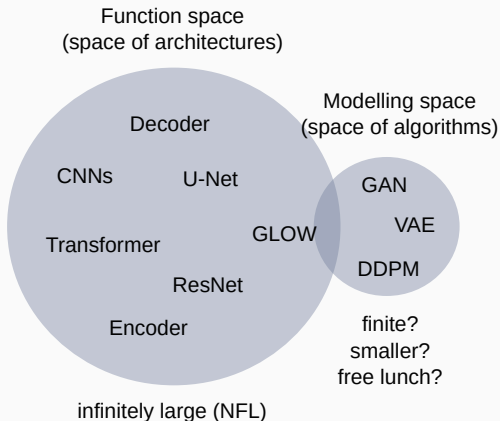 Function space
(space of architectures)
Modelling space
(space of algorithms)
Decoder
CNNs
U-Net
GAN
VAE
GLOW
Transformer
DDPM
ResNet
Encoder
finite?
smaller?
free lunch?
infinitely large (NFL)